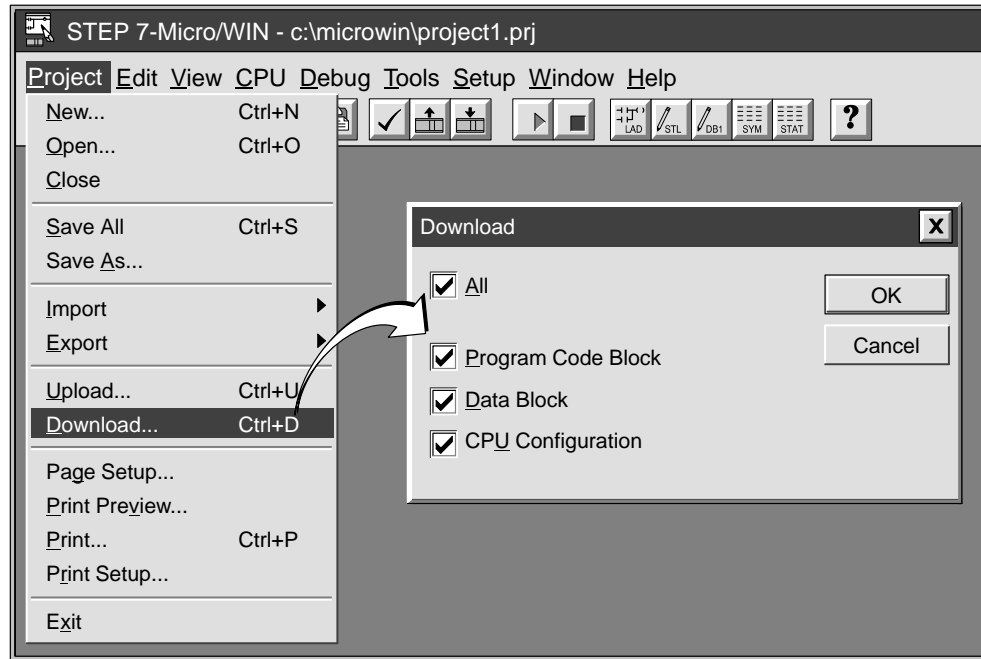 STEP 7-Micro/WIN - c:\microwin\project1.prj
Project Edit View CPU Debug Tools Setup Window Help
LAD STL DB1 SYM STAT ?
New... Ctrl+N
Open... Ctrl+O
Close
Save All Ctrl+S
Save As...
Import
Export
Upload... Ctrl+U
Download... Ctrl+D
Page Setup...
Print Preview...
Print... Ctrl+P
Print Setup...
Exit
Download X
All
Program Code Block
Data Block
CPU Configuration
OK
Cancel